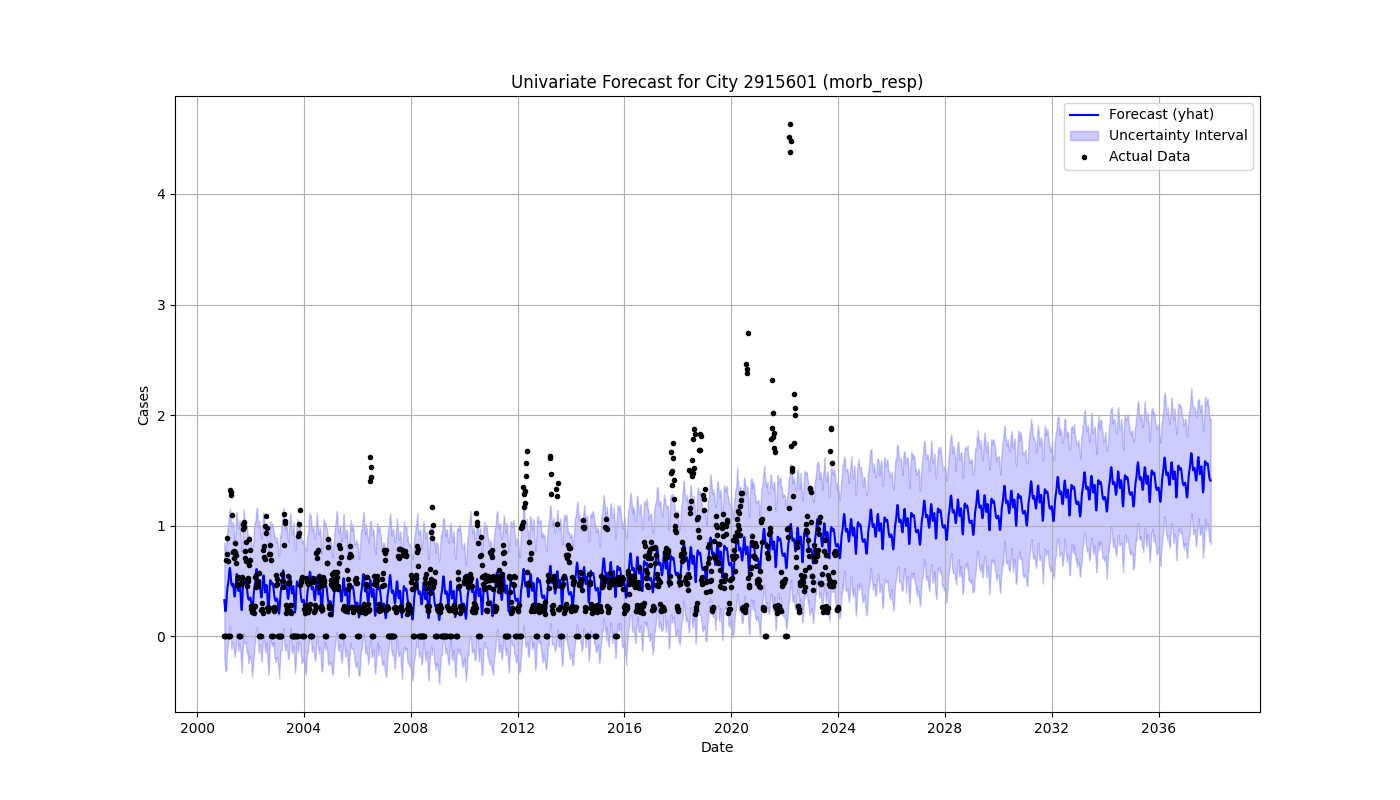 Univariate Forecast for City 2915601 (morb_resp)
Forecast (yhat)
Uncertainty Interval
Actual Data
Cases
4
3
2
1
0
2000 2004 2008 2012 2016 2020 2024 2028 2032 2036
Date